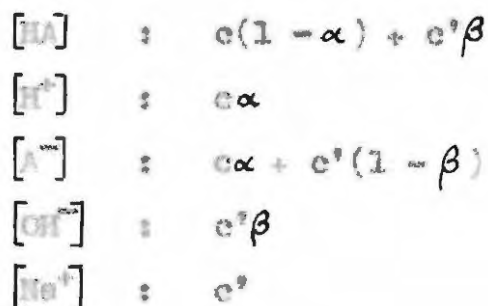 [HA] : c(1 - α) + c'β
[H⁺] : cα
[A⁻] : cα + c'(1 - β)
[OH⁻] : c'β
[Na⁺] : c'